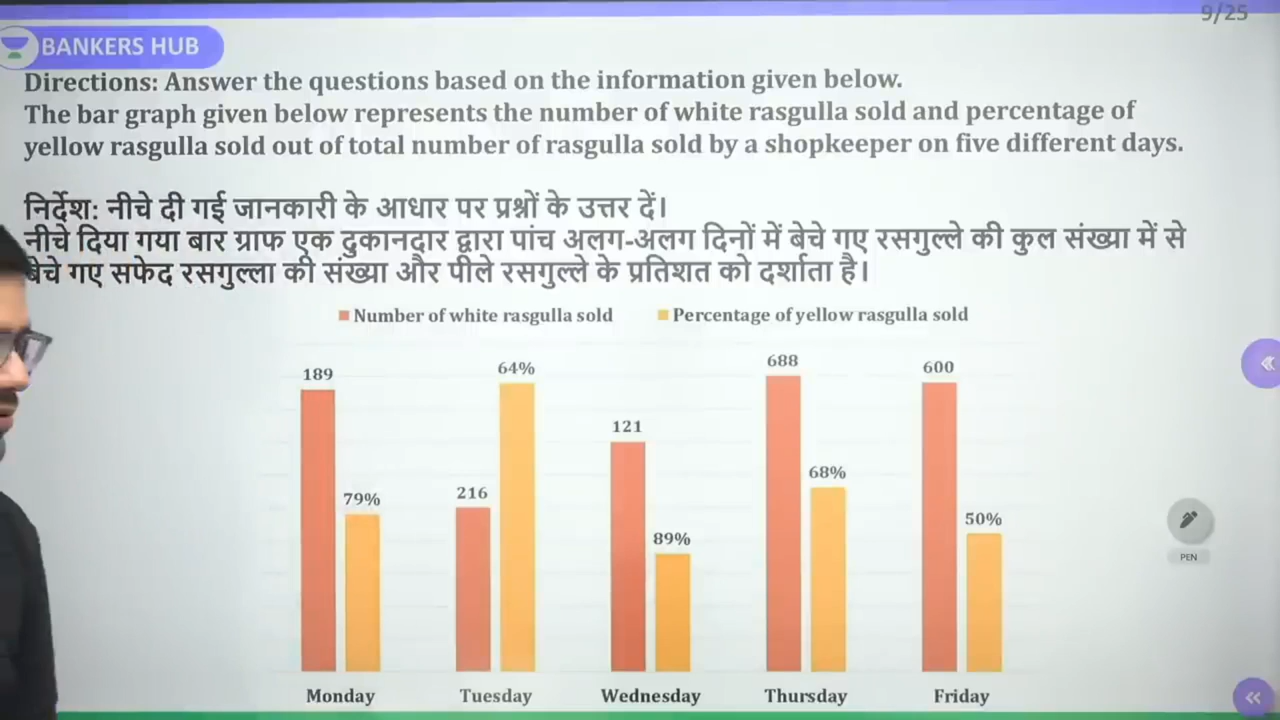 9/25
BANKERS HUB
Directions: Answer the questions based on the information given below.
The bar graph given below represents the number of white rasgulla sold and percentage of
yellow rasgulla sold out of total number of rasgulla sold by a shopkeeper on five different days.
निर्देश: नीचे दी गई जानकारी के आधार पर प्रश्नों के उत्तर दें।
नीचे दिया गया बार ग्राफ एक दुकानदार द्वारा पांच अलग-अलग दिनों में बेचे गए रसगुल्ले की कुल संख्या में से
बेचे गए सफेद रसगुल्ला की संख्या और पीले रसगुल्ले के प्रतिशत को दर्शाता है।
Number of white rasgulla sold Percentage of yellow rasgulla sold
189 79% 216 64% 121 89% 688 68% 600 50%
PEN
Monday Tuesday Wednesday Thursday Friday